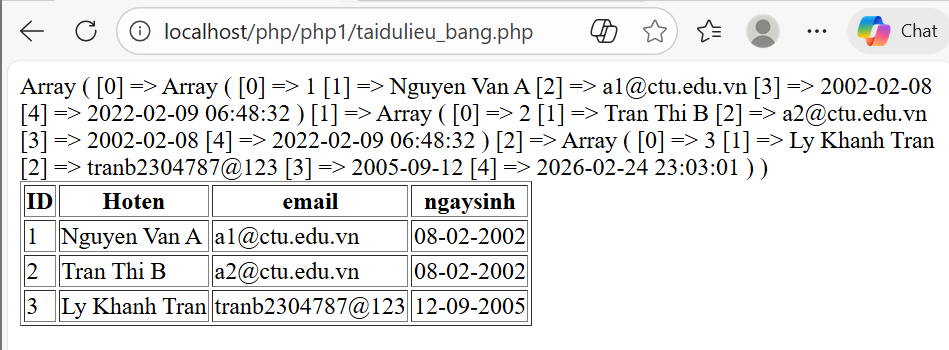 localhost/php/php1/taidulieu_bang.php
Chat
Array ( [0] => Array ( [0] => 1 [1] => Nguyen Van A [2] => a1@ctu.edu.vn [3] => 2002-02-08
[4] => 2022-02-09 06:48:32 ) [1] => Array ( [0] => 2 [1] => Tran Thi B [2] => a2@ctu.edu.vn
[3] => 2002-02-08 [4] => 2022-02-09 06:48:32 ) [2] => Array ( [0] => 3 [1] => Ly Khanh Tran
[2] => tranb2304787@123 [3] => 2005-09-12 [4] => 2026-02-24 23:03:01 ) )
ID Hoten email ngaysinh
1 Nguyen Van A a1@ctu.edu.vn 08-02-2002
2 Tran Thi B a2@ctu.edu.vn 08-02-2002
3 Ly Khanh Tran tranb2304787@123 12-09-2005